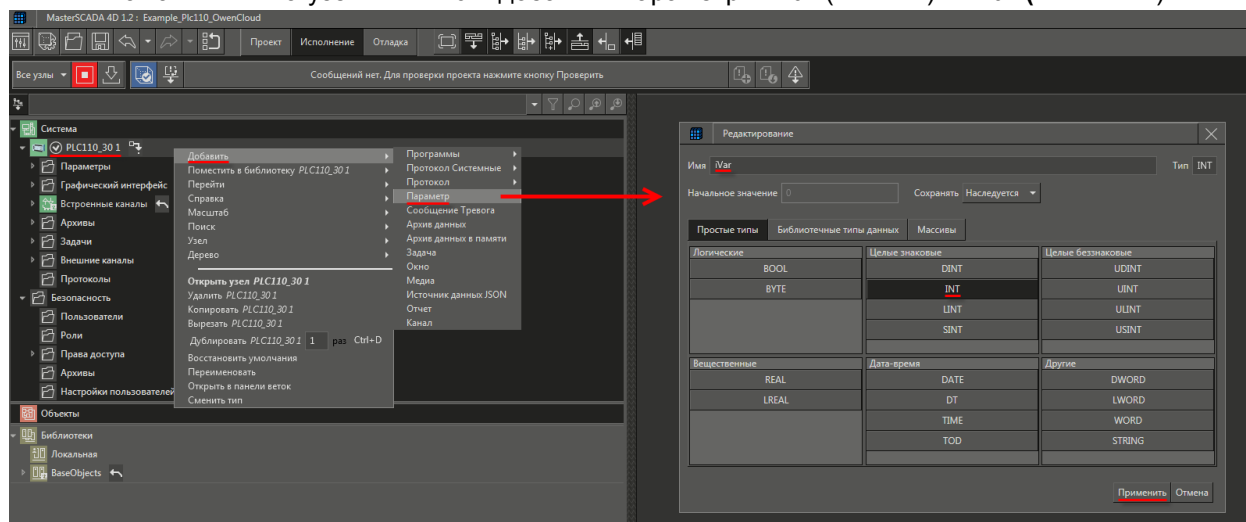 MasterSCADA 4D 1.2 : Example_Plc110_OwenCloud
Проект Исполнение Отладка
Все узлы Сообщений нет. Для проверки проекта нажмите кнопку Проверить
Система
PLC110_30 1
Параметры
Графический интерфейс
Встроенные каналы
Архивы
Задачи
Внешние каналы
Протоколы
Безопасность
Пользователи
Роли
Права доступа
Архивы
Настройки пользователей
Объекты
Библиотеки
Локальная
BaseObjects
Добавить
Поместить в библиотеку PLC110_30 1
Перейти
Справка
Масштаб
Поиск
Узел
Дерево
Открыть узел PLC110_30 1
Удалить PLC110_30 1
Копировать PLC110_30 1
Вырезать PLC110_30 1
Дублировать PLC110_30 1 1 раз Ctrl+D
Восстановить умолчания
Переименовать
Открыть в панели веток
Сменить тип
Программы
Протокол Системные
Протокол
Параметр
Сообщение Тревога
Архив данных
Архив данных в памяти
Задача
Окно
Медиа
Источник данных JSON
Отчет
Канал
Редактирование
Имя iVar Тип INT
Начальное значение 0 Сохранять Наследуется
Простые типы Библиотечные типы данных Массивы
Логические Целые знаковые Целые беззнаковые
BOOL DINT UDINT
BYTE INT UINT
LINT ULINT
SINT USINT
Вещественные Дата-время Другие
REAL DATE DWORD
LREAL DT LWORD
TIME WORD
TOD STRING
Применить Отмена